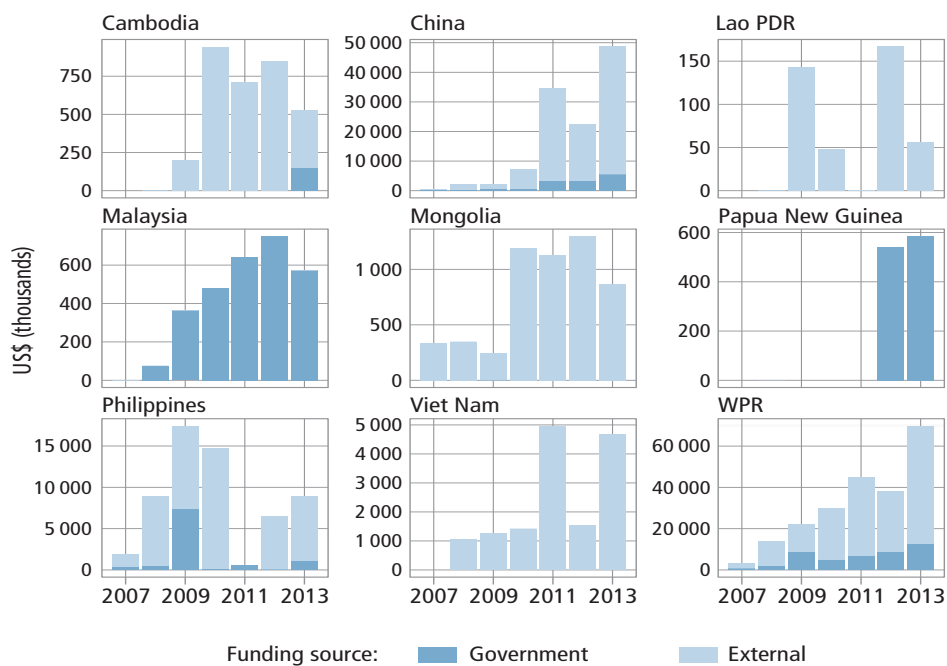 Cambodia
750
500
250
0
China
50 000
40 000
30 000
20 000
10 000
0
Lao PDR
150
100
50
0
US$ (thousands)
Malaysia
600
400
200
0
Mongolia
1 000
500
0
Papua New Guinea
600
400
200
0
Philippines
15 000
10 000
5 000
0
2007 2009 2011 2013
Viet Nam
5 000
4 000
3 000
2 000
1 000
0
2007 2009 2011 2013
WPR
60 000
40 000
20 000
0
2007 2009 2011 2013
Funding source: Government External